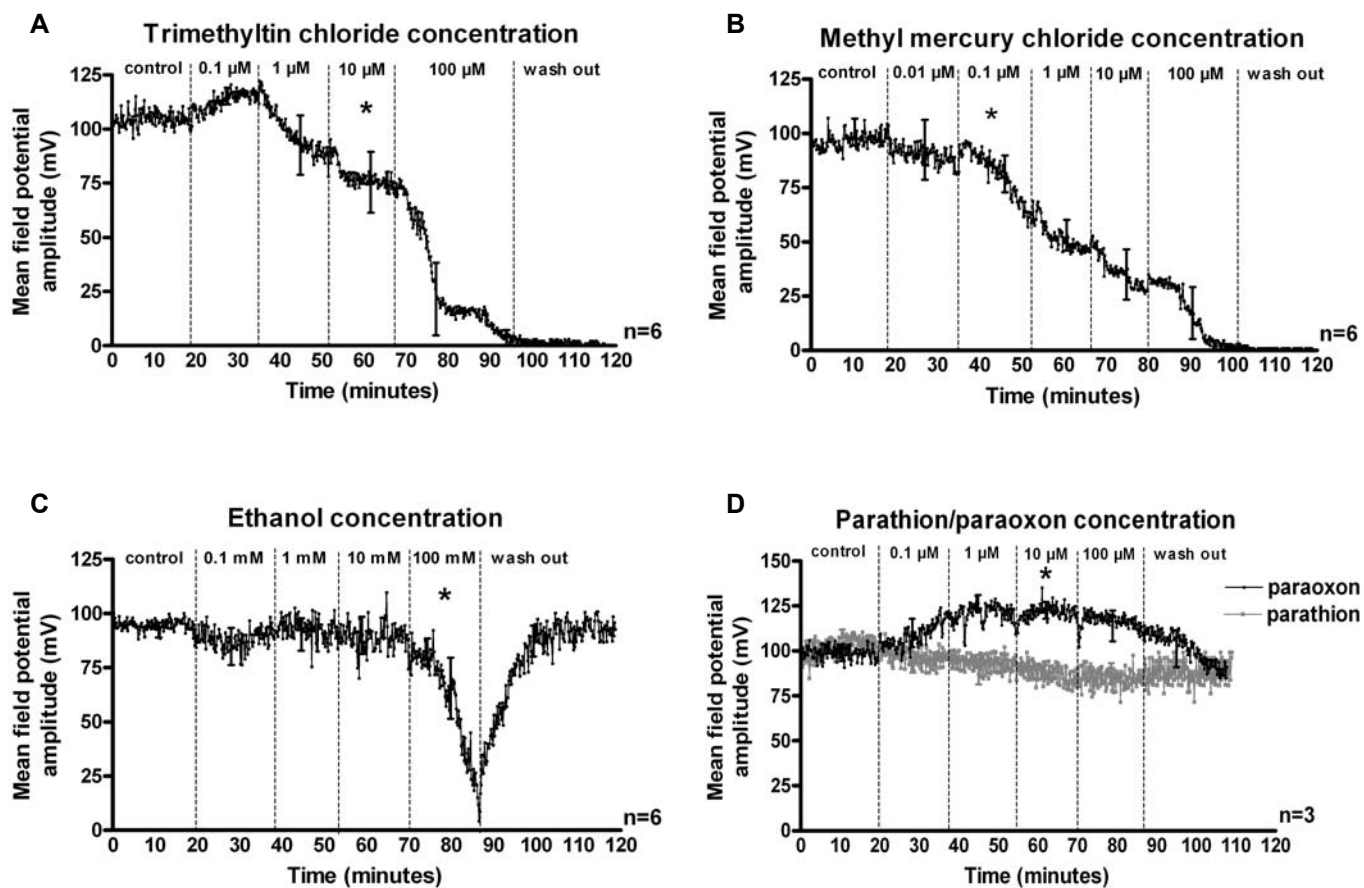 A
Trimethyltin chloride concentration
control 0.1 µM 1 µM 10 µM 100 µM wash out
*
125
100
75
50
25
0
Mean field potential
amplitude (mV)
n=6
0 10 20 30 40 50 60 70 80 90 100 110 120
Time (minutes)
B
Methyl mercury chloride concentration
control 0.01 µM 0.1 µM 1 µM 10 µM 100 µM wash out
*
125
100
75
50
25
0
Mean field potential
amplitude (mV)
n=6
0 10 20 30 40 50 60 70 80 90 100 110 120
Time (minutes)
C
Ethanol concentration
control 0.1 mM 1 mM 10 mM 100 mM wash out
*
125
100
75
50
25
0
Mean field potential
amplitude (mV)
n=6
0 10 20 30 40 50 60 70 80 90 100 110 120
Time (minutes)
D
Parathion/paraoxon concentration
control 0.1 µM 1 µM 10 µM 100 µM wash out
*
paraoxon
parathion
150
125
100
75
50
25
0
Mean field potential
amplitude (mV)
n=3
0 10 20 30 40 50 60 70 80 90 100 110 120
Time (minutes)